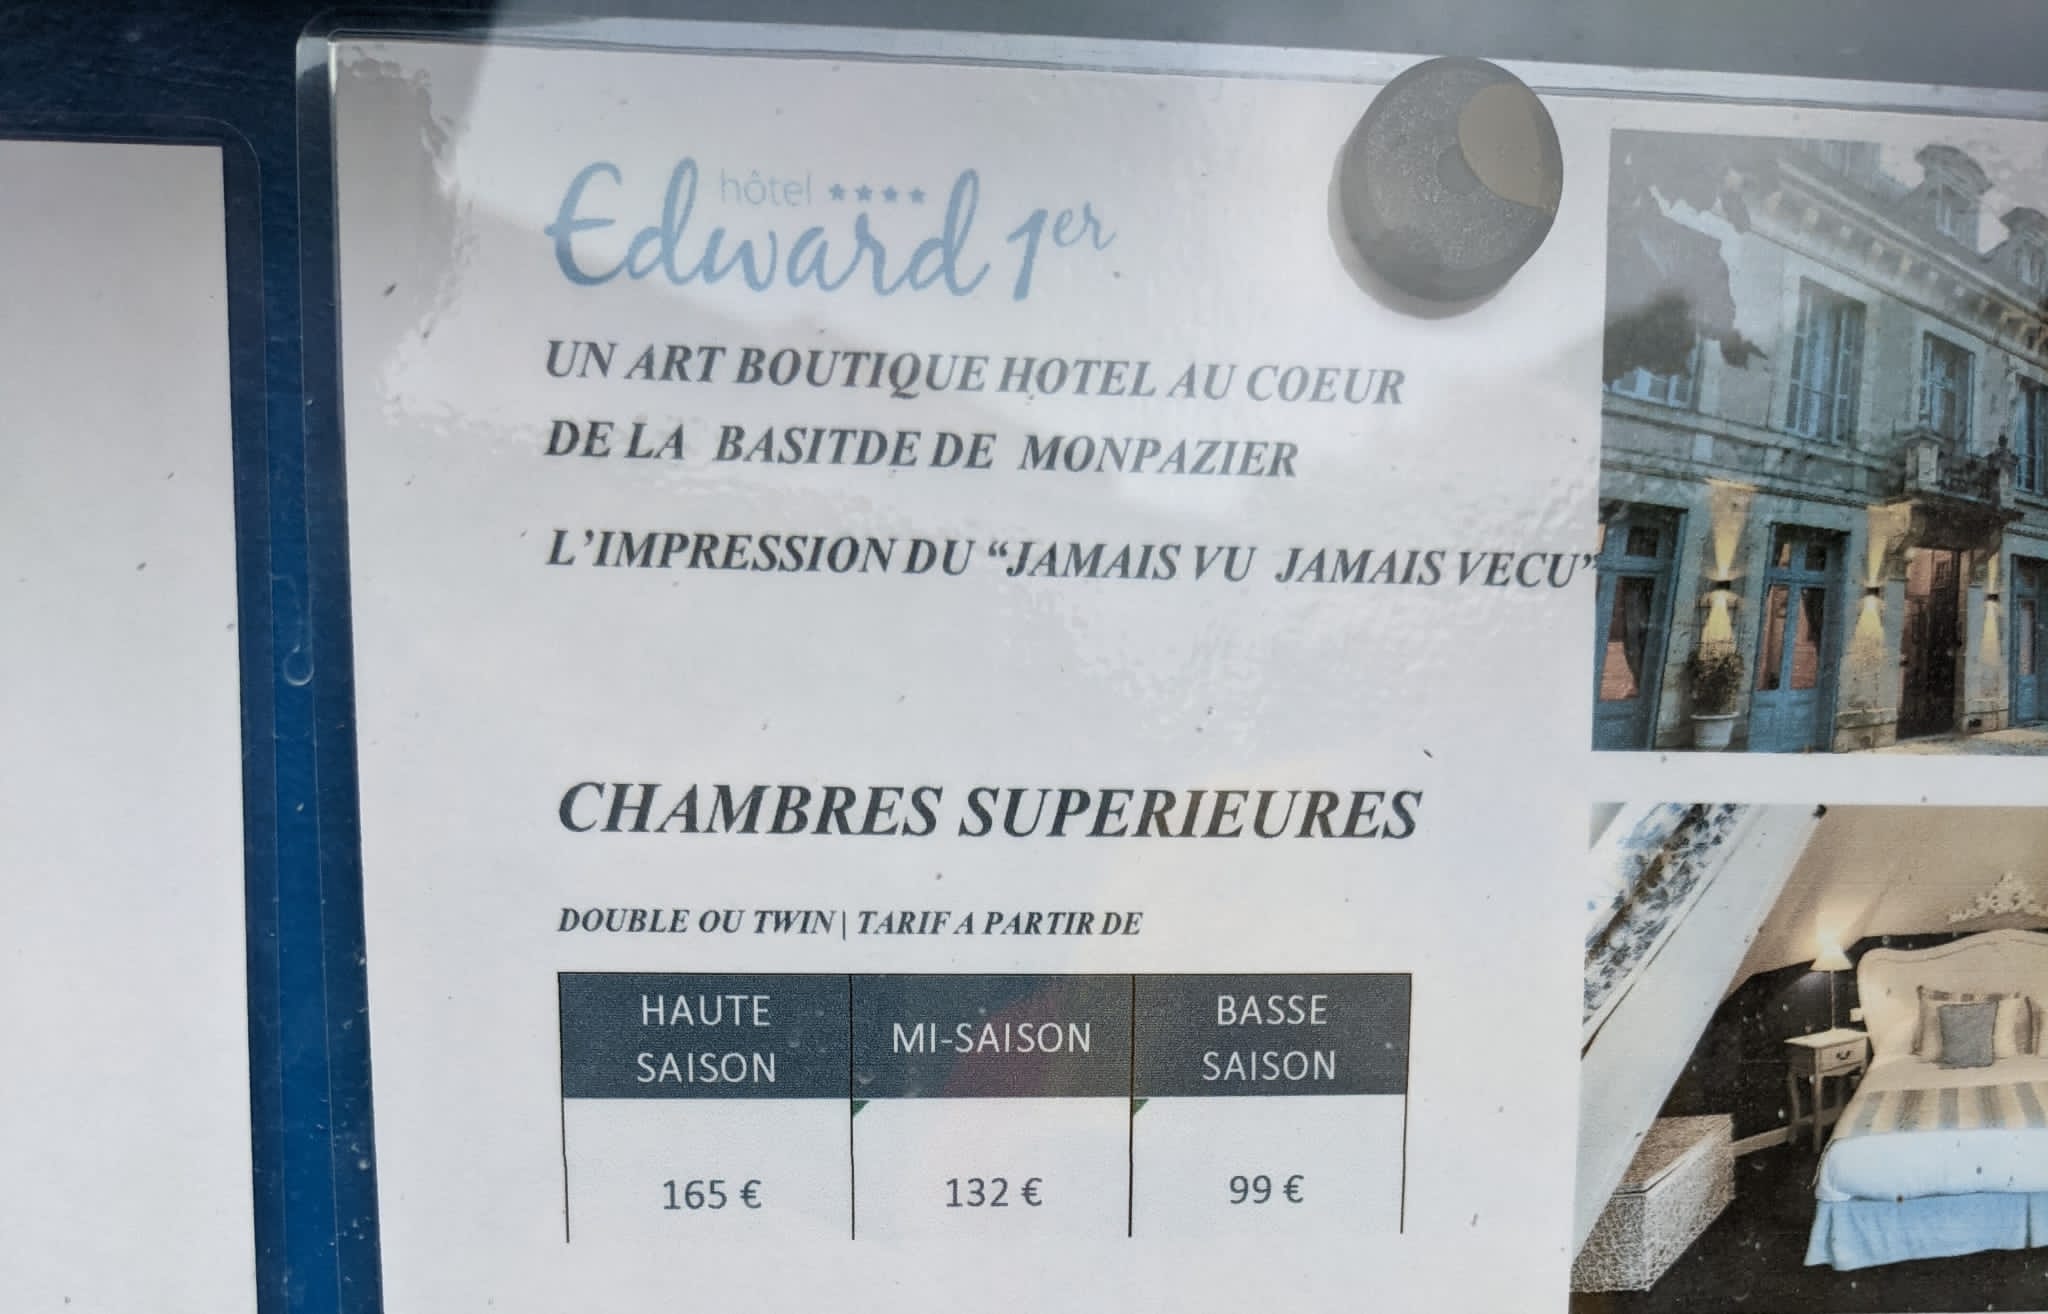 hôtel ****
Edward 1er
UN ART BOUTIQUE HOTEL AU COEUR
DE LA BASITDE DE MONPAZIER
L’IMPRESSION DU “JAMAIS VU JAMAIS VECU”
CHAMBRES SUPERIEURES
DOUBLE OU TWIN | TARIF A PARTIR DE
HAUTE SAISON
MI-SAISON
BASSE SAISON
165 €
132 €
99 €